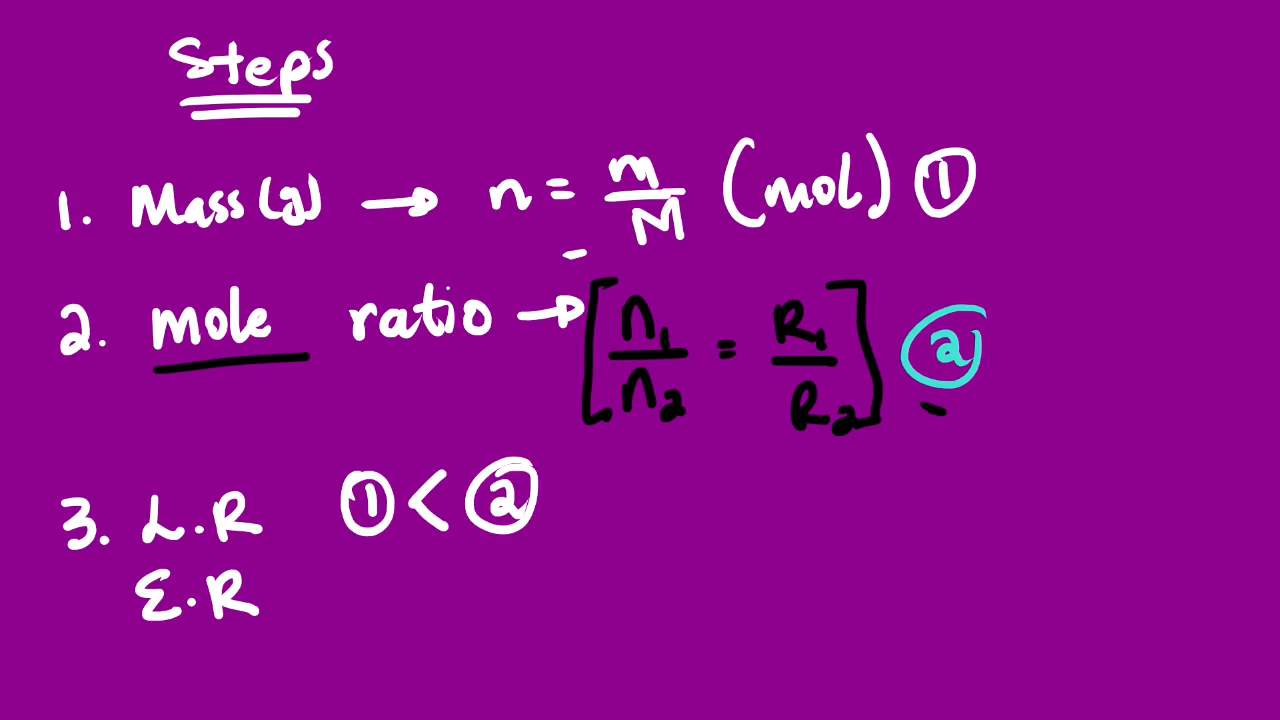 Steps
1. Mass(g) → n = m/M (mol) ①
2. mole ratio → [n₁/n₂ = R₁/R₂] ②
3. L.R ① < ②
E.R